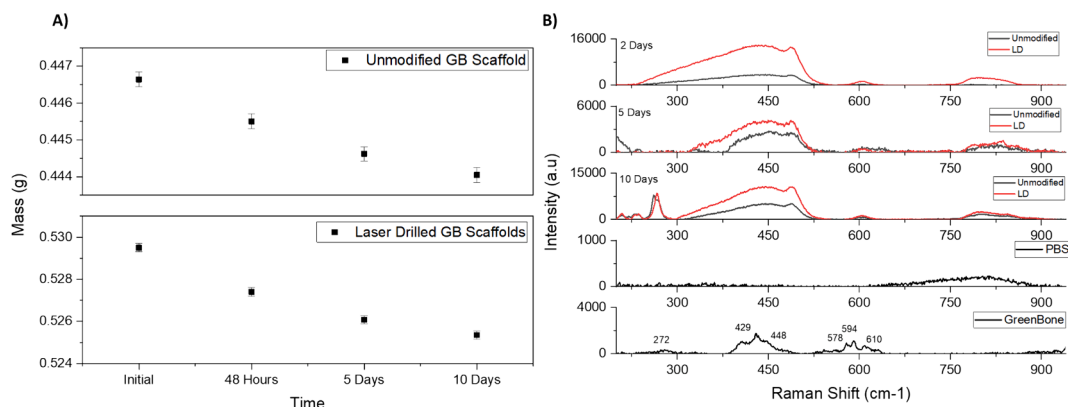 A)
Unmodified GB Scaffold
0.447
0.446
0.445
0.444
Mass (g)
Laser Drilled GB Scaffolds
0.530
0.528
0.526
0.524
Initial
48 Hours
5 Days
10 Days
Time
B)
Intensity (a.u)
16000
0
2 Days
Unmodified
LD
300 450 600 750 900
6000
0
5 Days
Unmodified
LD
300 450 600 750 900
15000
0
10 Days
Unmodified
LD
300 450 600 750 900
1000
0
PBS
300 450 600 750 900
4000
0
GreenBone
272
429
448
578
594
610
300 450 600 750 900
Raman Shift (cm-1)